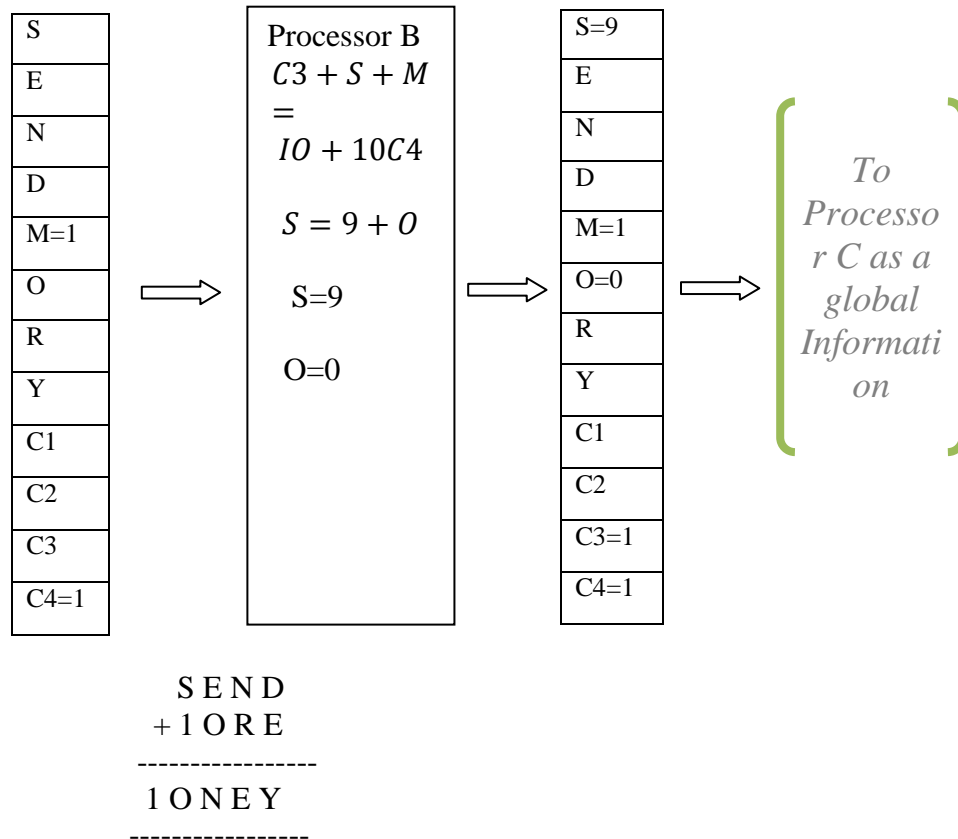 S
E
N
D
M=1
O
R
Y
C1
C2
C3
C4=1
Processor B
C3 + S + M
=
IO + 10C4
S = 9 + O
S=9
O=0
S=9
E
N
D
M=1
O=0
R
Y
C1
C2
C3=1
C4=1
To
Processo
r C as a
global
Informati
on
S E N D
+ 1 O R E
-----------------
1 O N E Y
-----------------